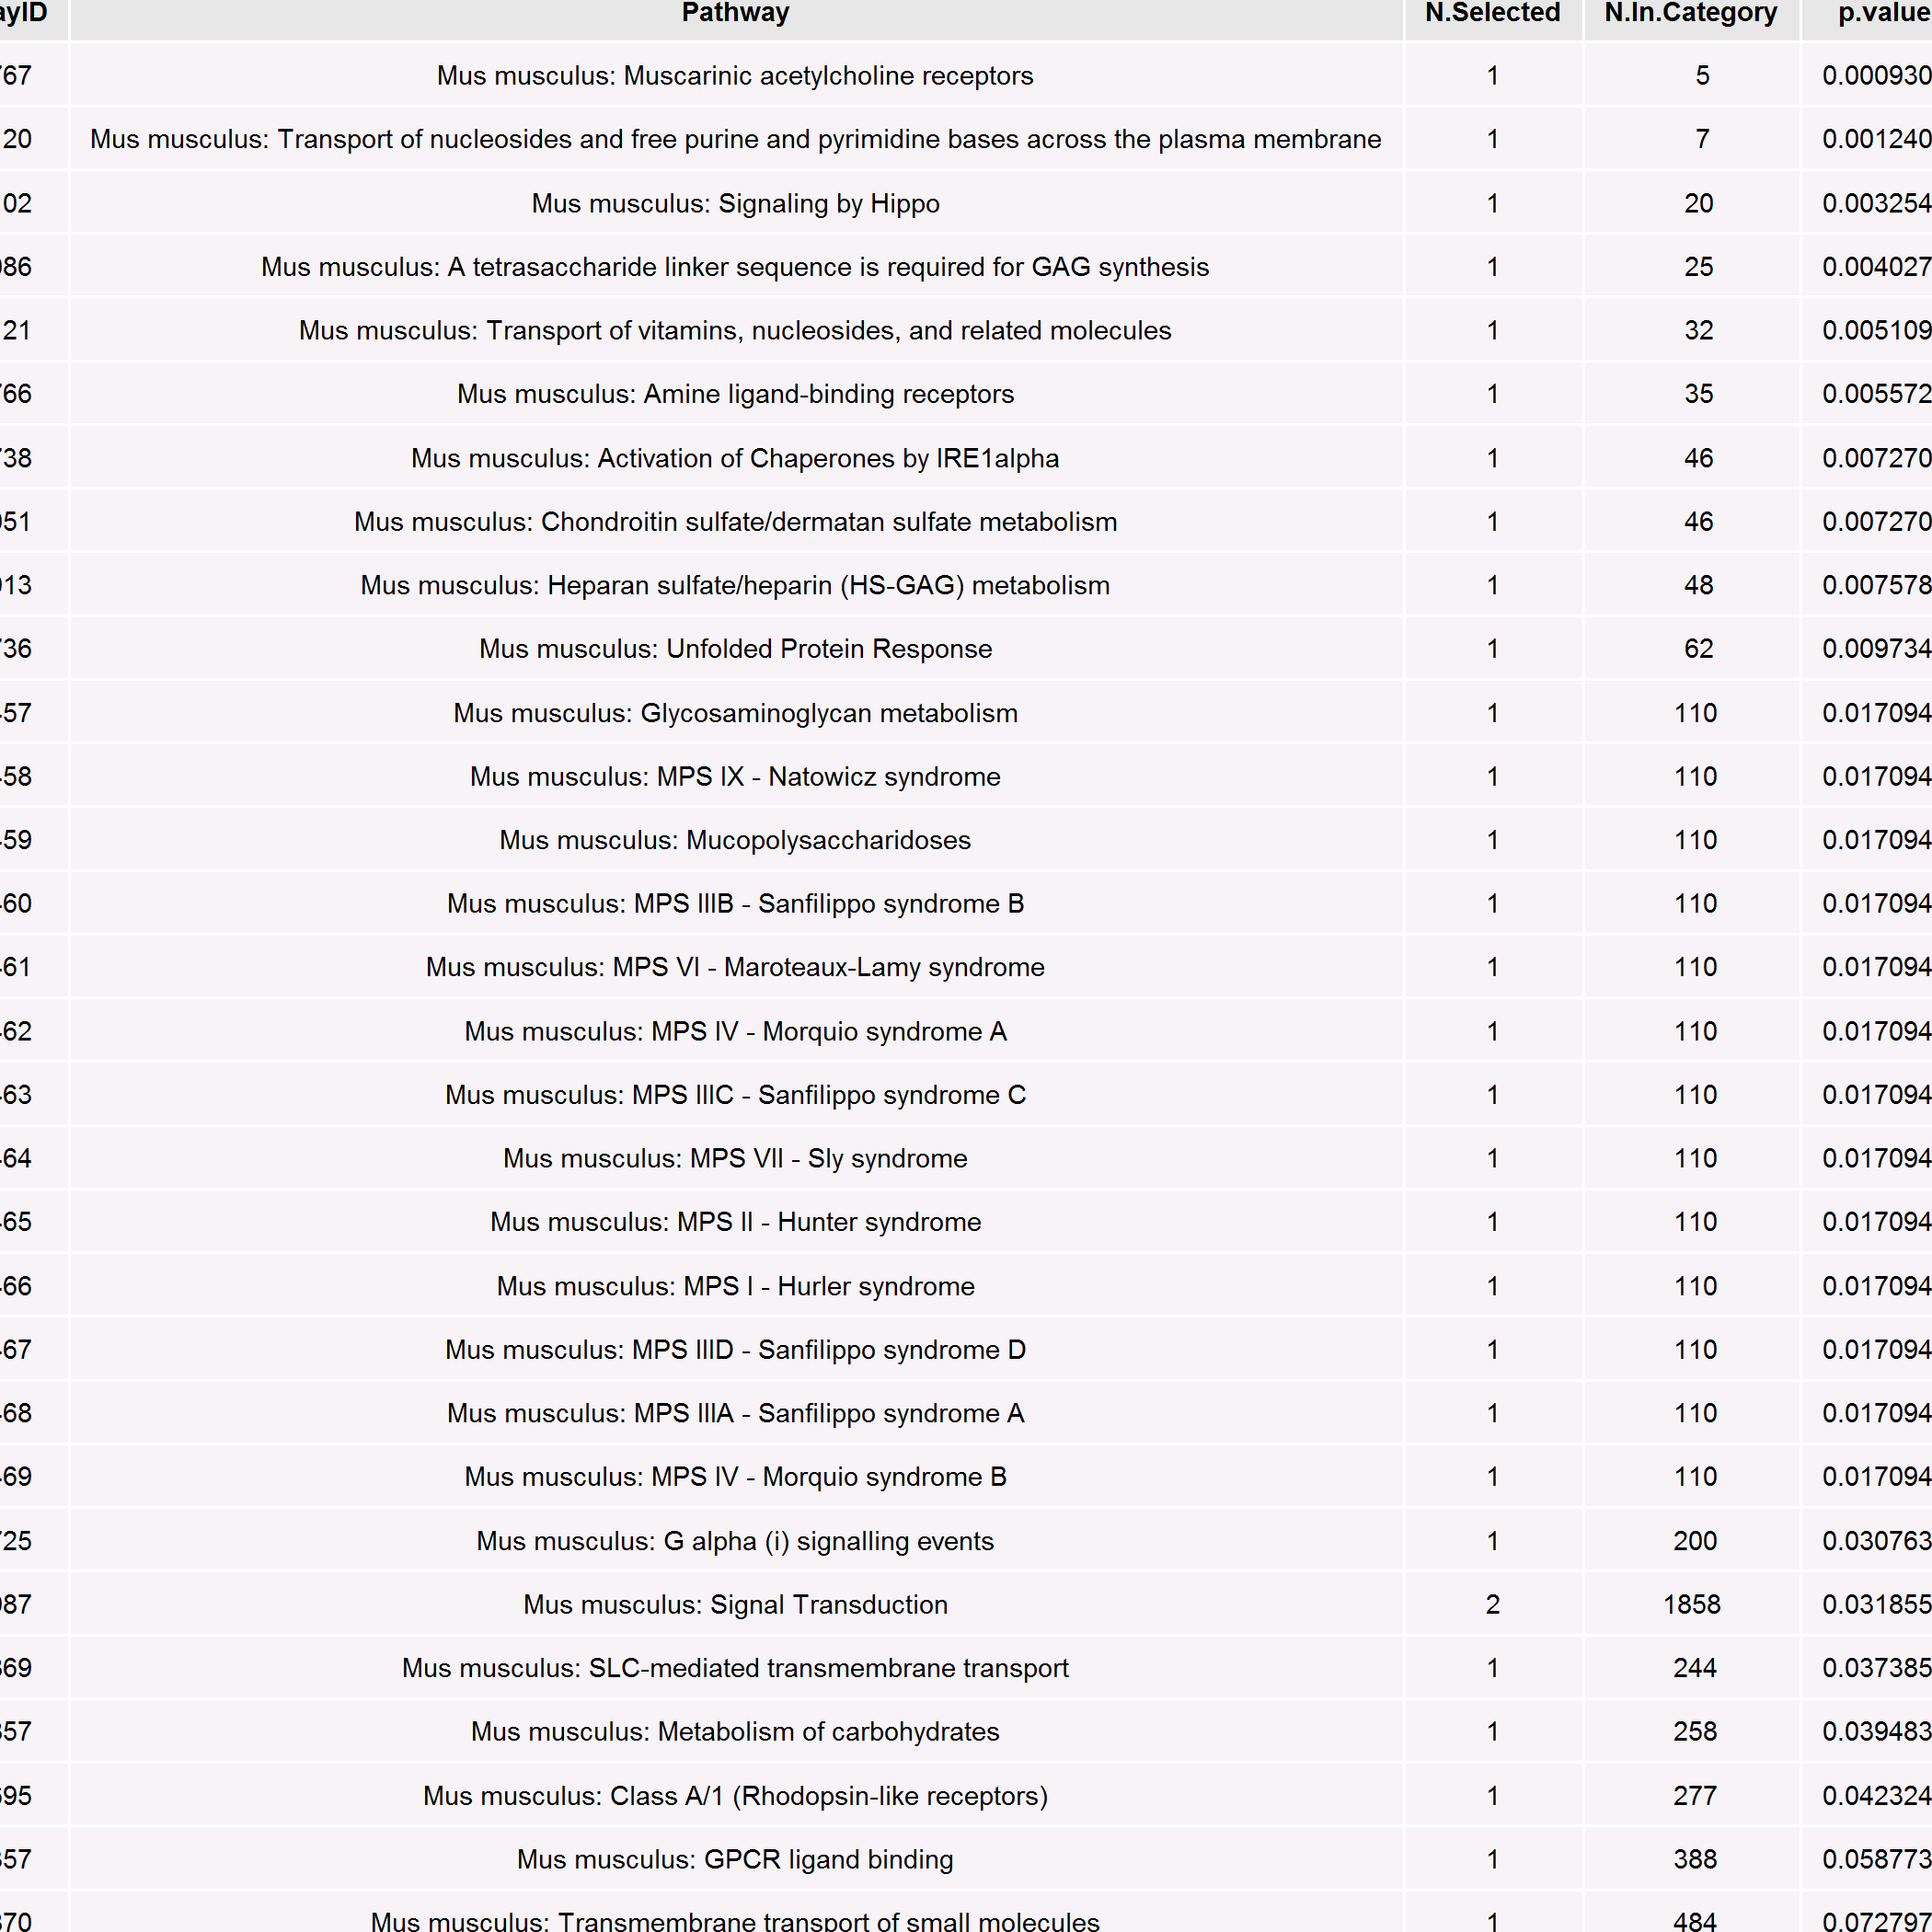 ayID Pathway N.Selected N.In.Category p.value
67 Mus musculus: Muscarinic acetylcholine receptors 1 5 0.000930
20 Mus musculus: Transport of nucleosides and free purine and pyrimidine bases across the plasma membrane 1 7 0.001240
02 Mus musculus: Signaling by Hippo 1 20 0.003254
86 Mus musculus: A tetrasaccharide linker sequence is required for GAG synthesis 1 25 0.004027
21 Mus musculus: Transport of vitamins, nucleosides, and related molecules 1 32 0.005109
66 Mus musculus: Amine ligand-binding receptors 1 35 0.005572
38 Mus musculus: Activation of Chaperones by IRE1alpha 1 46 0.007270
51 Mus musculus: Chondroitin sulfate/dermatan sulfate metabolism 1 46 0.007270
13 Mus musculus: Heparan sulfate/heparin (HS-GAG) metabolism 1 48 0.007578
36 Mus musculus: Unfolded Protein Response 1 62 0.009734
57 Mus musculus: Glycosaminoglycan metabolism 1 110 0.017094
58 Mus musculus: MPS IX - Natowicz syndrome 1 110 0.017094
59 Mus musculus: Mucopolysaccharidoses 1 110 0.017094
60 Mus musculus: MPS IIIB - Sanfilippo syndrome B 1 110 0.017094
61 Mus musculus: MPS VI - Maroteaux-Lamy syndrome 1 110 0.017094
62 Mus musculus: MPS IV - Morquio syndrome A 1 110 0.017094
63 Mus musculus: MPS IIIC - Sanfilippo syndrome C 1 110 0.017094
64 Mus musculus: MPS VII - Sly syndrome 1 110 0.017094
65 Mus musculus: MPS II - Hunter syndrome 1 110 0.017094
66 Mus musculus: MPS I - Hurler syndrome 1 110 0.017094
67 Mus musculus: MPS IIID - Sanfilippo syndrome D 1 110 0.017094
68 Mus musculus: MPS IIIA - Sanfilippo syndrome A 1 110 0.017094
69 Mus musculus: MPS IV - Morquio syndrome B 1 110 0.017094
25 Mus musculus: G alpha (i) signalling events 1 200 0.030763
87 Mus musculus: Signal Transduction 2 1858 0.031855
69 Mus musculus: SLC-mediated transmembrane transport 1 244 0.037385
57 Mus musculus: Metabolism of carbohydrates 1 258 0.039483
95 Mus musculus: Class A/1 (Rhodopsin-like receptors) 1 277 0.042324
57 Mus musculus: GPCR ligand binding 1 388 0.058773
70 Mus musculus: Transmembrane transport of small molecules 1 484 0.072797